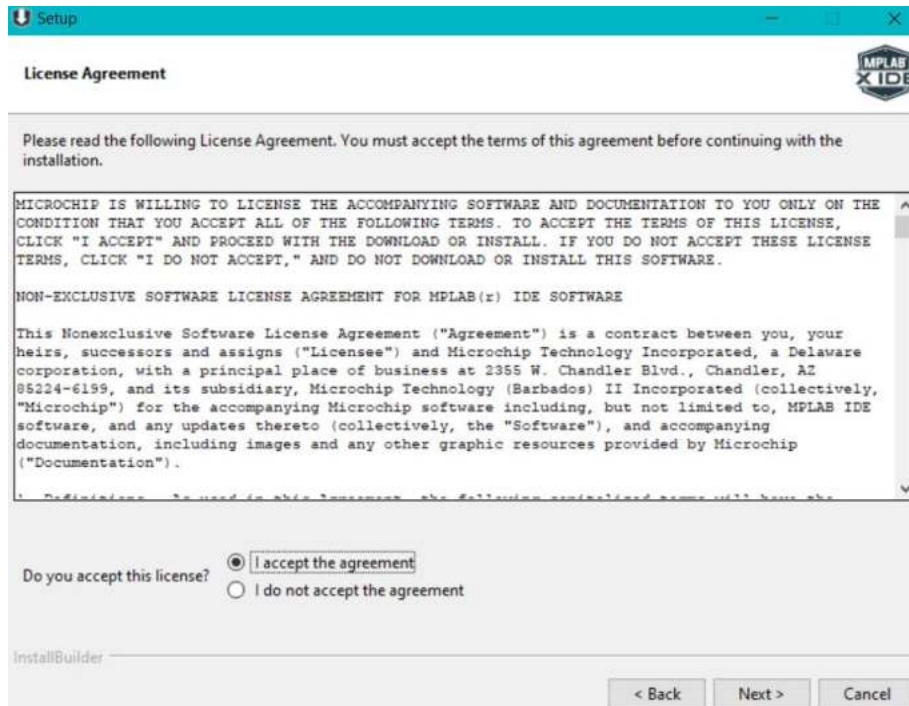 Setup
License Agreement
MPLAB
X IDE
Please read the following License Agreement. You must accept the terms of this agreement before continuing with the
installation.
MICROCHIP IS WILLING TO LICENSE THE ACCOMPANYING SOFTWARE AND DOCUMENTATION TO YOU ONLY ON THE
CONDITION THAT YOU ACCEPT ALL OF THE FOLLOWING TERMS. TO ACCEPT THE TERMS OF THIS LICENSE,
CLICK "I ACCEPT" AND PROCEED WITH THE DOWNLOAD OR INSTALL. IF YOU DO NOT ACCEPT THESE LICENSE
TERMS, CLICK "I DO NOT ACCEPT," AND DO NOT DOWNLOAD OR INSTALL THIS SOFTWARE.
NON-EXCLUSIVE SOFTWARE LICENSE AGREEMENT FOR MPLAB(r) IDE SOFTWARE
This Nonexclusive Software License Agreement ("Agreement") is a contract between you, your
heirs, successors and assigns ("Licensee") and Microchip Technology Incorporated, a Delaware
corporation, with a principal place of business at 2355 W. Chandler Blvd., Chandler, AZ
85224-6199, and its subsidiary, Microchip Technology (Barbados) II Incorporated (collectively,
"Microchip") for the accompanying Microchip software including, but not limited to, MPLAB IDE
software, and any updates thereto (collectively, the "Software"), and accompanying
documentation, including images and any other graphic resources provided by Microchip
("Documentation").
Do you accept this license?
I accept the agreement
I do not accept the agreement
InstallBuilder
< Back
Next >
Cancel